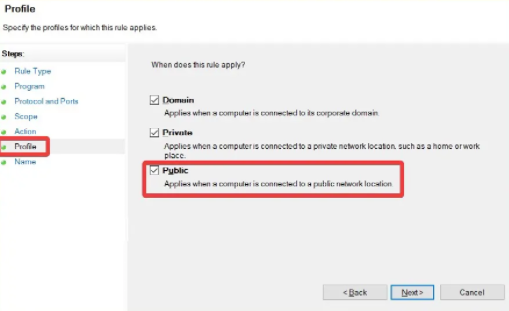 Profile
Specify the profiles for which this rule applies.
Steps:
Rule Type
Program
Protocol and Ports
Scope
Action
Profile
Name
When does this rule apply?
Domain
Applies when a computer is connected to its corporate domain.
Private
Applies when a computer is connected to a private network location, such as a home or work
place.
Public
Applies when a computer is connected to a public network location.
< Back
Next >
Cancel